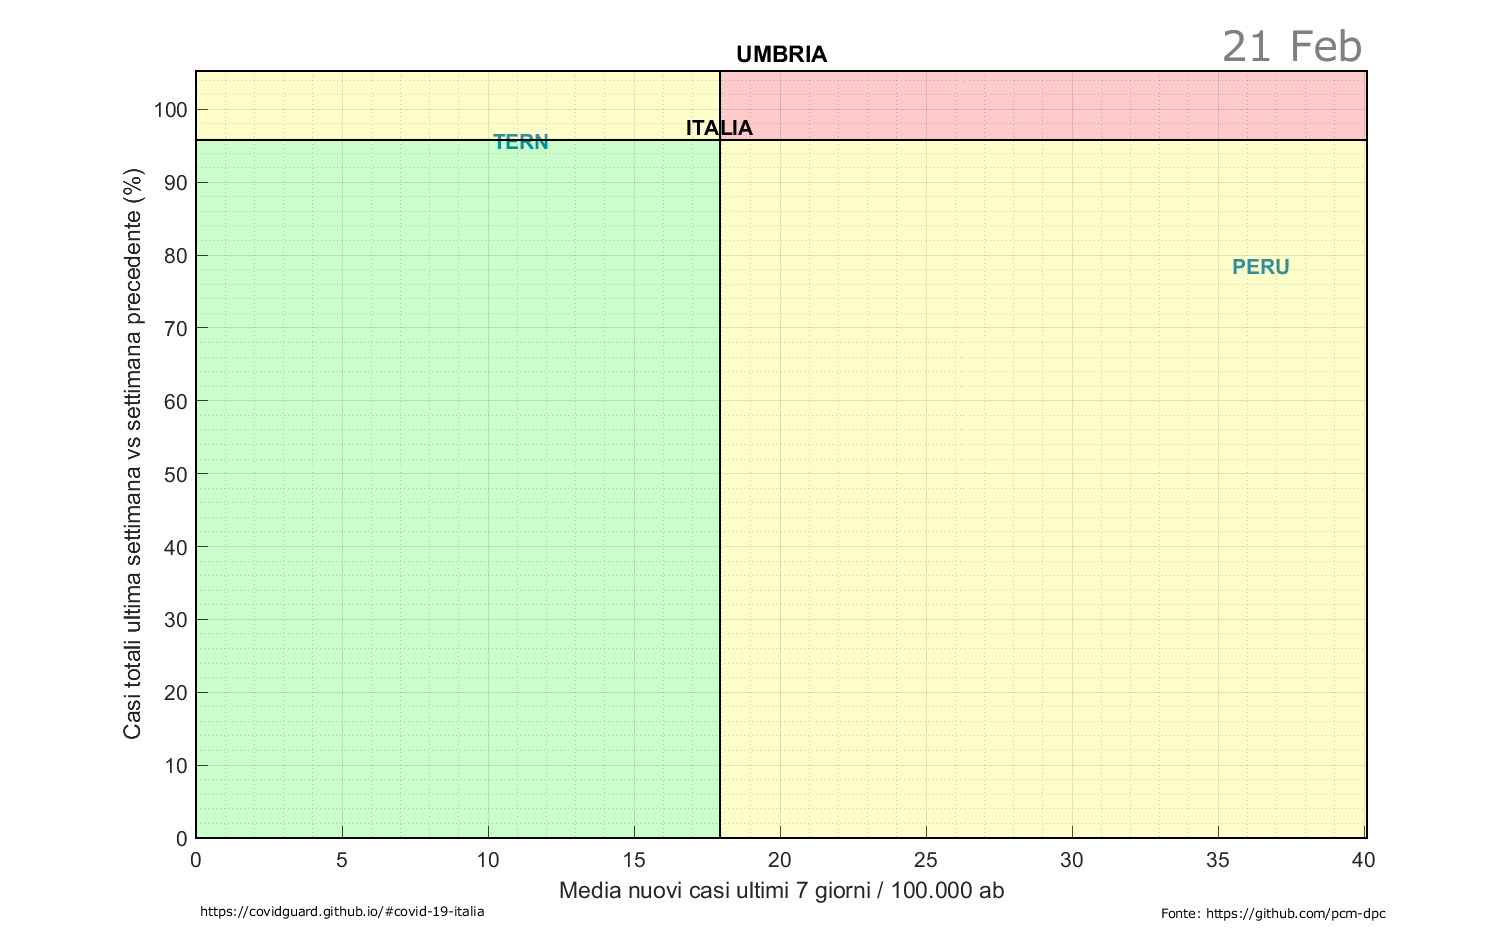 UMBRIA
21 Feb
ITALIA
TERN
PERU
Casi totali ultima settimana vs settimana precedente (%)
100
90
80
70
60
50
40
30
20
10
0
0 5 10 15 20 25 30 35 40
Media nuovi casi ultimi 7 giorni / 100.000 ab
https://covidguard.github.io/#covid-19-italia
Fonte: https://github.com/pcm-dpc